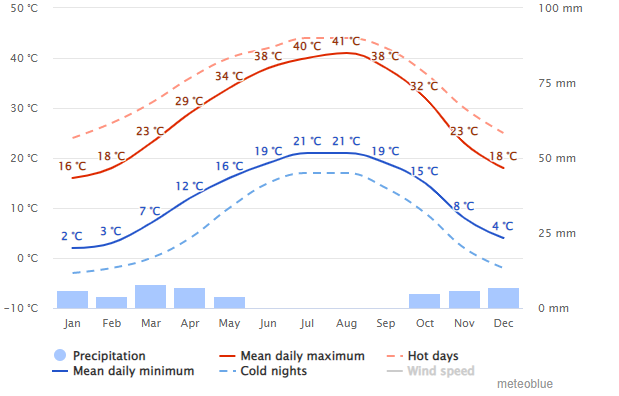 50 °C
100 mm
40 °C
75 mm
30 °C
20 °C
50 mm
10 °C
25 mm
0 °C
-10 °C
0 mm
16 °C 18 °C 23 °C 29 °C 34 °C 38 °C 40 °C 41 °C 38 °C 32 °C 23 °C 18 °C
2 °C 3 °C 7 °C 12 °C 16 °C 19 °C 21 °C 21 °C 19 °C 15 °C 8 °C 4 °C
Jan Feb Mar Apr May Jun Jul Aug Sep Oct Nov Dec
Precipitation Mean daily maximum Hot days
Mean daily minimum Cold nights Wind speed
meteoblue